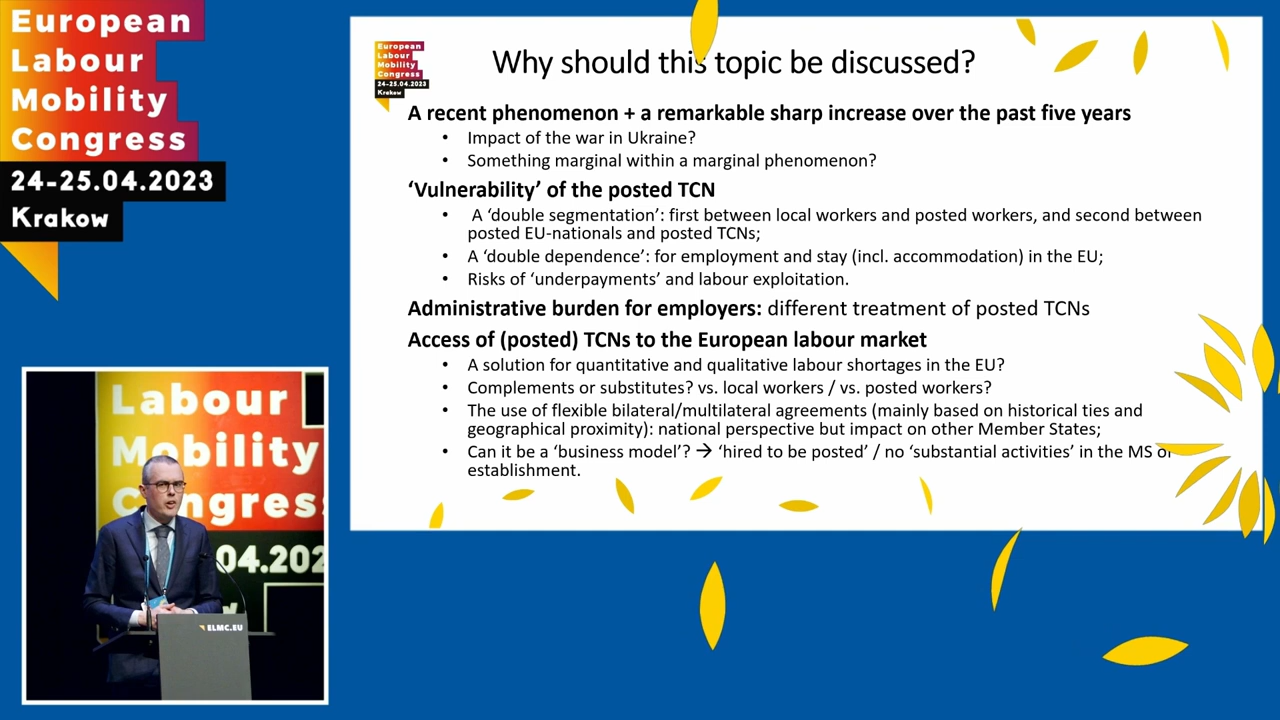 European
Labour
Mobility
Congress
24-25.04.2023
Krakow
European
Labour
Mobility
Congress
24-25.04.2023
Krakow
Why should this topic be discussed?
A recent phenomenon + a remarkable sharp increase over the past five years
• Impact of the war in Ukraine?
• Something marginal within a marginal phenomenon?
‘Vulnerability’ of the posted TCN
• A ‘double segmentation’: first between local workers and posted workers, and second between
posted EU-nationals and posted TCNs;
• A ‘double dependence’: for employment and stay (incl. accommodation) in the EU;
• Risks of ‘underpayments’ and labour exploitation.
Administrative burden for employers: different treatment of posted TCNs
Access of (posted) TCNs to the European labour market
• A solution for quantitative and qualitative labour shortages in the EU?
• Complements or substitutes? vs. local workers / vs. posted workers?
• The use of flexible bilateral/multilateral agreements (mainly based on historical ties and
geographical proximity): national perspective but impact on other Member States;
• Can it be a ‘business model’? → ‘hired to be posted’ / no ‘substantial activities’ in the MS of
establishment.
Labour
Mobility
Congress
04.202
ELMC.EU